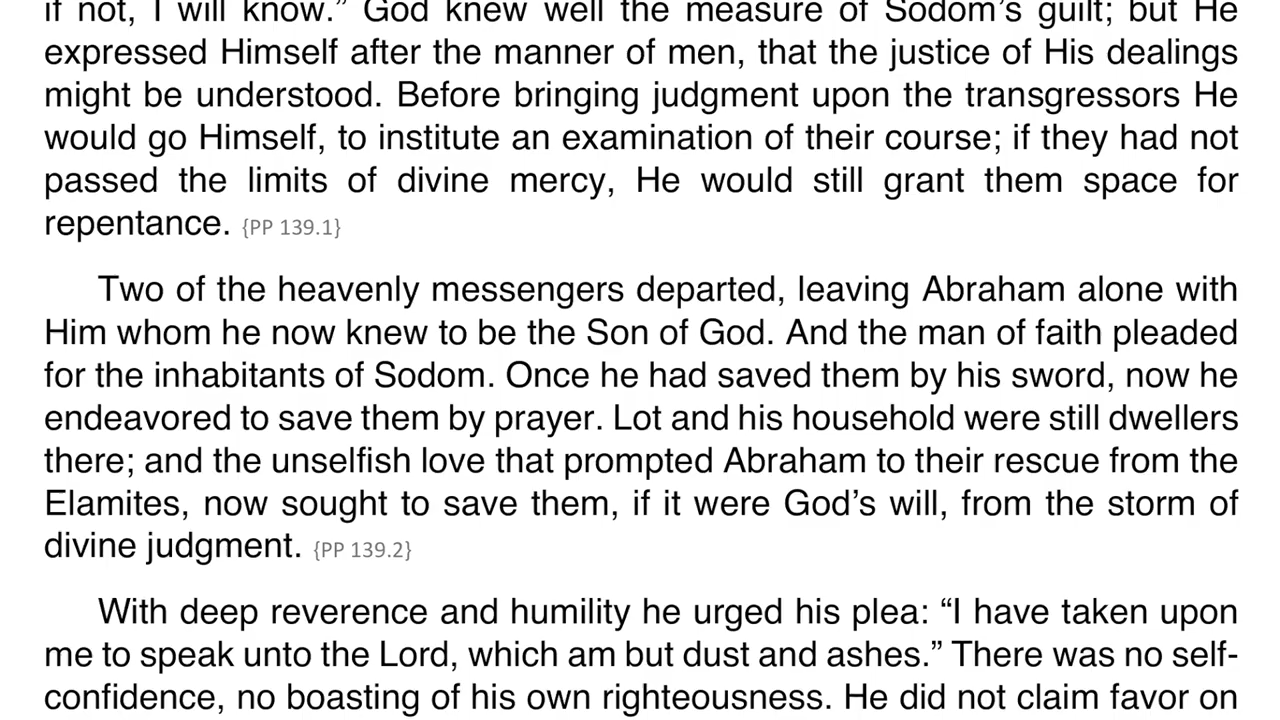 if not, I will know.” God knew well the measure of Sodom’s guilt; but He
expressed Himself after the manner of men, that the justice of His dealings
might be understood. Before bringing judgment upon the transgressors He
would go Himself, to institute an examination of their course; if they had not
passed the limits of divine mercy, He would still grant them space for
repentance. {PP 139.1}
Two of the heavenly messengers departed, leaving Abraham alone with
Him whom he now knew to be the Son of God. And the man of faith pleaded
for the inhabitants of Sodom. Once he had saved them by his sword, now he
endeavored to save them by prayer. Lot and his household were still dwellers
there; and the unselfish love that prompted Abraham to their rescue from the
Elamites, now sought to save them, if it were God’s will, from the storm of
divine judgment. {PP 139.2}
With deep reverence and humility he urged his plea: “I have taken upon
me to speak unto the Lord, which am but dust and ashes.” There was no self-
confidence, no boasting of his own righteousness. He did not claim favor on